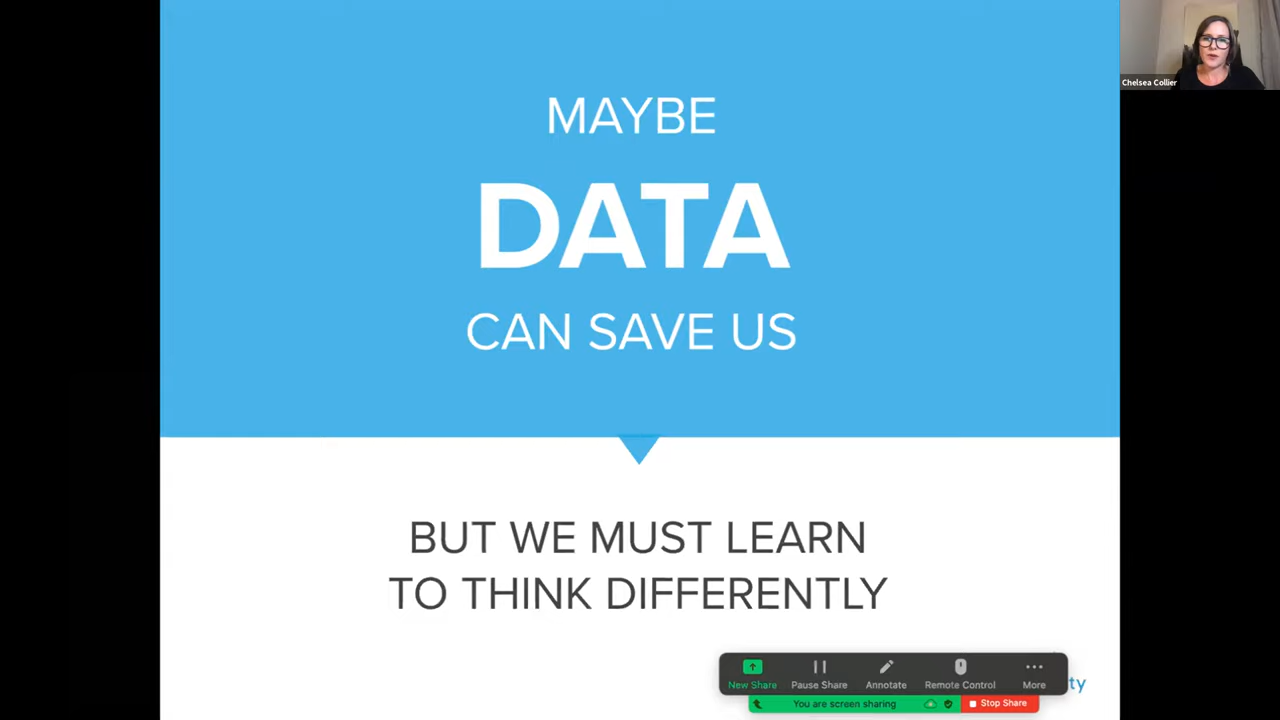 MAYBE
DATA
CAN SAVE US
BUT WE MUST LEARN
TO THINK DIFFERENTLY
Chelsea Collier
New Share
Pause Share
Annotate
Remote Control
More
ty
You are screen sharing
Stop Share